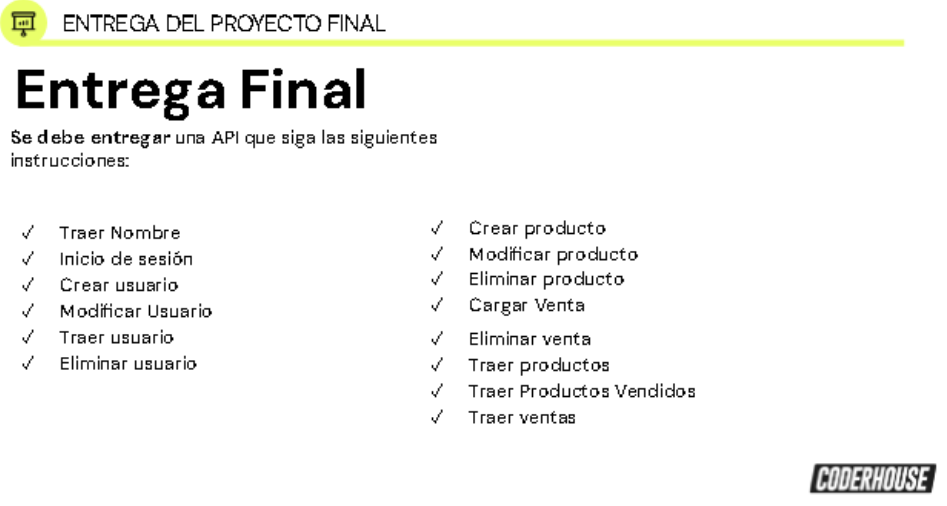 ENTREGA DEL PROYECTO FINAL
Entrega Final
Se debe entregar una API que siga las siguientes
instrucciones:
✓ Traer Nombre
✓ Inicio de sesión
✓ Crear usuario
✓ Modificar Usuario
✓ Traer usuario
✓ Eliminar usuario
✓ Crear producto
✓ Modificar producto
✓ Eliminar producto
✓ Cargar Venta
✓ Eliminar venta
✓ Traer productos
✓ Traer Productos Vendidos
✓ Traer ventas
CODERHOUSE